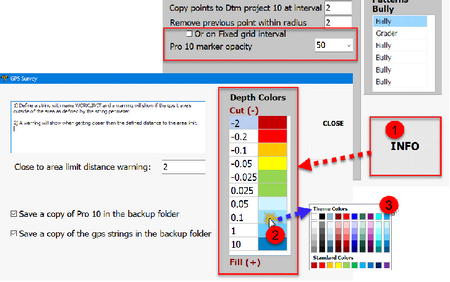 Copy points to Dtm project 10 at interval 2
Remove previous point within radius 2
Or on Fixed grid interval
Pro 10 marker opacity 50
Patterns
Bully
Hully
Grader
Bully
Bully
Bully
Bully
GPS Survey
1) Define a string with name WORKLIMIT and a warning will show if the gps travels
outside of the area as defined by the string perimeter.
2) A warning will show when getting closer then the defined distance to the area limit.
Close to area limit distance warning: 2
Save a copy of Pro 10 in the backup folder
Save a copy of the gps strings in the backup folder
Depth Colors
Cut (-)
-2
-0.2
-0.1
-0.05
-0.025
0.025
0.05
0.1
1
10
Fill (+)
2
CLOSE
1
INFO
3
Theme Colors
Standard Colors